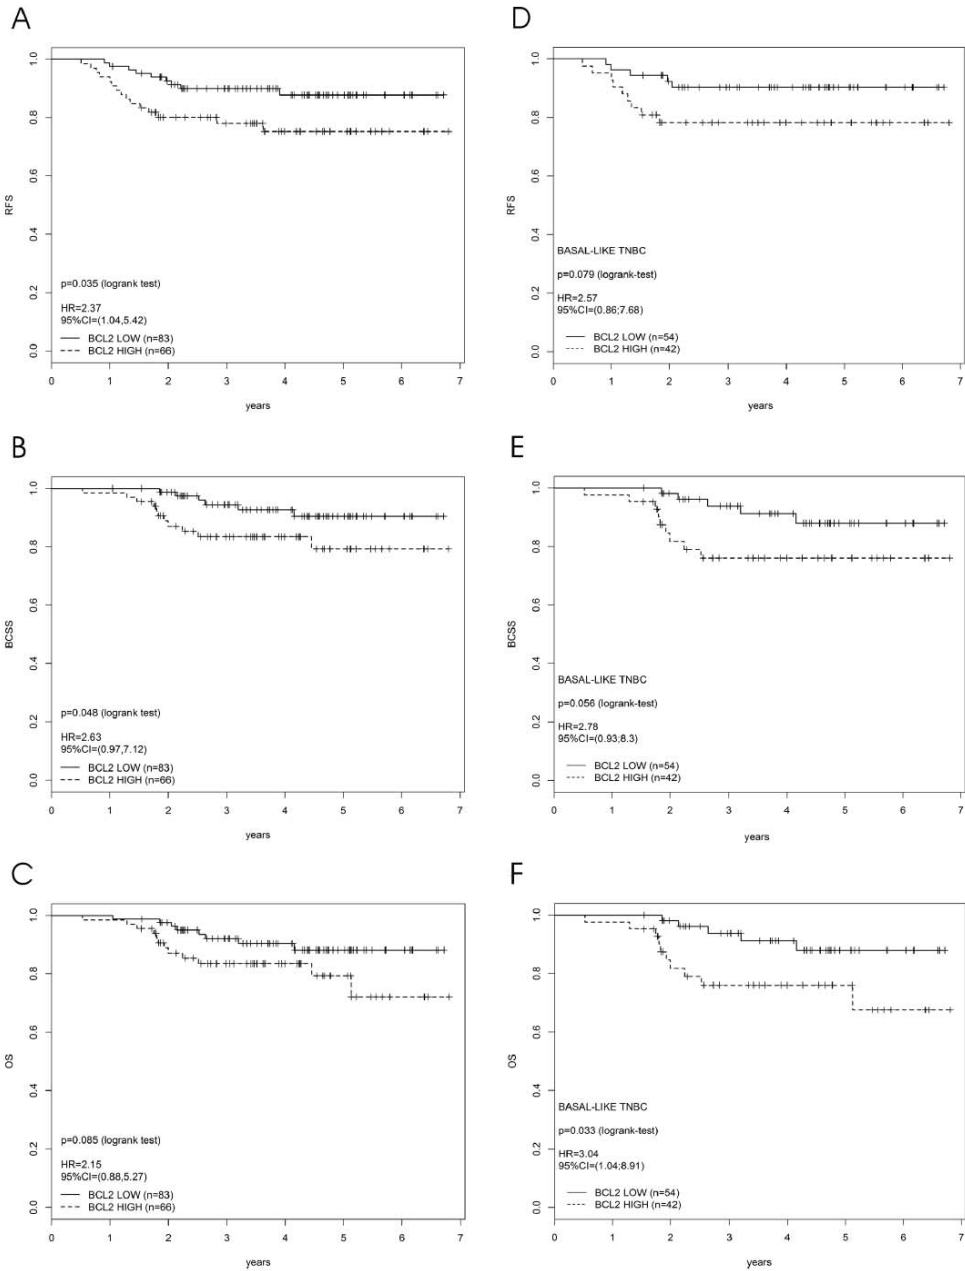 A
RFS
1.0
0.8
0.6
0.4
0.2
0.0
p=0.035 (logrank test)
HR=2.37
95%CI=(1.04,5.42)
BCL2 LOW (n=83)
BCL2 HIGH (n=66)
0 1 2 3 4 5 6 7
years
D
RFS
1.0
0.8
0.6
0.4
0.2
0.0
BASAL-LIKE TNBC
p=0.079 (logrank-test)
HR=2.57
95%CI=(0.86;7.68)
BCL2 LOW (n=54)
BCL2 HIGH (n=42)
0 1 2 3 4 5 6 7
years
B
BCSS
1.0
0.8
0.6
0.4
0.2
0.0
p=0.048 (logrank test)
HR=2.63
95%CI=(0.97,7.12)
BCL2 LOW (n=83)
BCL2 HIGH (n=66)
0 1 2 3 4 5 6 7
years
E
BCSS
1.0
0.8
0.6
0.4
0.2
0.0
BASAL-LIKE TNBC
p=0.056 (logrank-test)
HR=2.78
95%CI=(0.93;8.3)
BCL2 LOW (n=54)
BCL2 HIGH (n=42)
0 1 2 3 4 5 6 7
years
C
OS
1.0
0.8
0.6
0.4
0.2
0.0
p=0.085 (logrank test)
HR=2.15
95%CI=(0.88,5.27)
BCL2 LOW (n=83)
BCL2 HIGH (n=66)
0 1 2 3 4 5 6 7
years
F
OS
1.0
0.8
0.6
0.4
0.2
0.0
BASAL-LIKE TNBC
p=0.033 (logrank-test)
HR=3.04
95%CI=(1.04;8.91)
BCL2 LOW (n=54)
BCL2 HIGH (n=42)
0 1 2 3 4 5 6 7
years